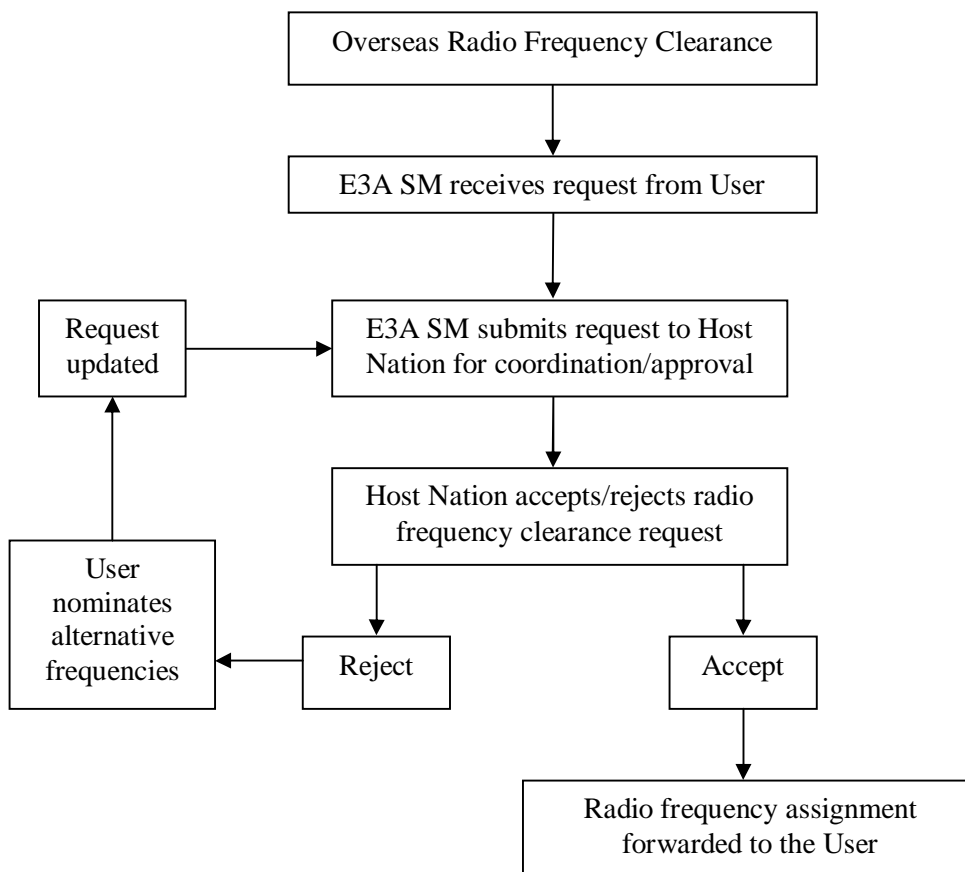 Overseas Radio Frequency Clearance
E3A SM receives request from User
Request
updated
E3A SM submits request to Host
Nation for coordination/approval
Host Nation accepts/rejects radio
frequency clearance request
User
nominates
alternative
frequencies
Reject
Accept
Radio frequency assignment
forwarded to the User